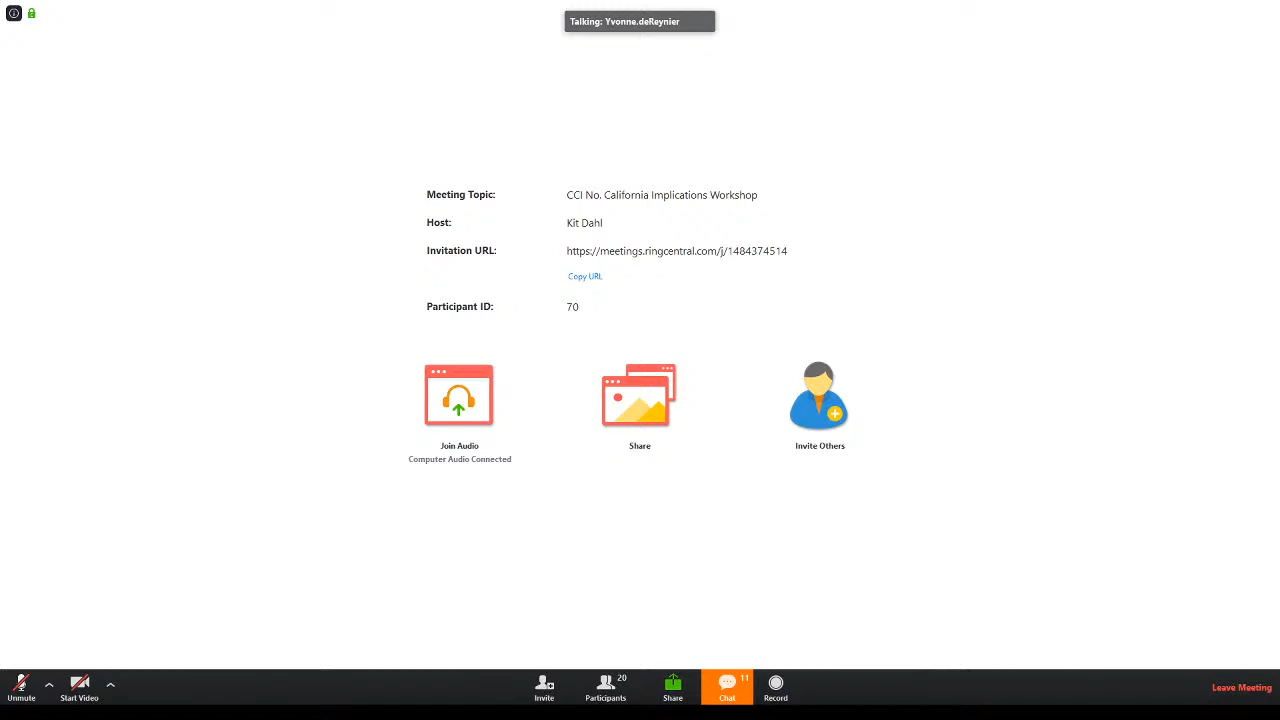 Talking: Yvonne.deReynier
Meeting Topic: CCI No. California Implications Workshop
Host: Kit Dahl
Invitation URL: https://meetings.ringcentral.com/j/1484374514
Copy URL
Participant ID: 70
Join Audio
Computer Audio Connected
Share
Invite Others
Unmute
Start Video
Invite
Participants 20
Share
Chat 11
Record
Leave Meeting